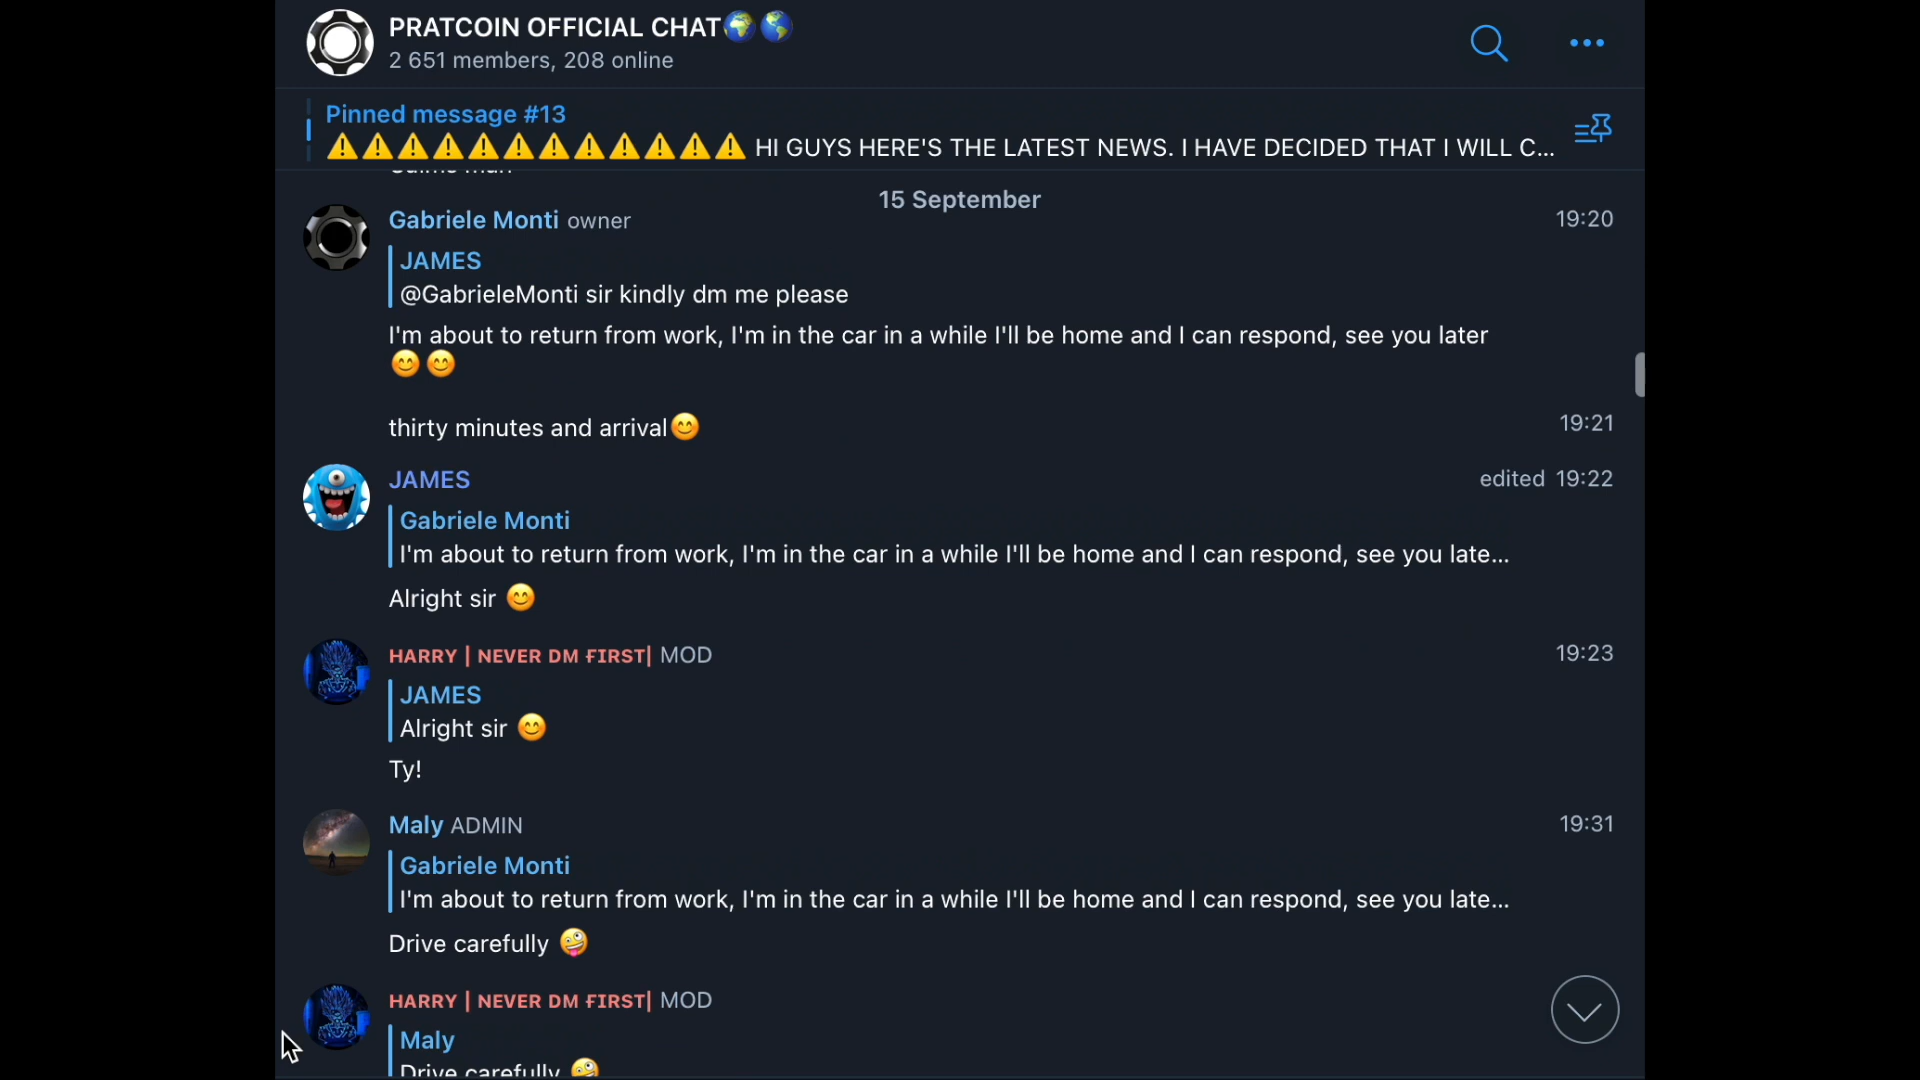 PRATCOIN OFFICIAL CHAT🌍🌎
2 651 members, 208 online
Pinned message #13
⚠️⚠️⚠️⚠️⚠️⚠️⚠️⚠️⚠️⚠️⚠️⚠️ HI GUYS HERE'S THE LATEST NEWS. I HAVE DECIDED THAT I WILL C...
15 September
Gabriele Monti owner 19:20
JAMES
@GabrieleMonti sir kindly dm me please
I'm about to return from work, I'm in the car in a while I'll be home and I can respond, see you later
😊😊
thirty minutes and arrival😊 19:21
JAMES edited 19:22
Gabriele Monti
I'm about to return from work, I'm in the car in a while I'll be home and I can respond, see you late...
Alright sir 😊
HARRY | NEVER DM FIRST| MOD 19:23
JAMES
Alright sir 😊
Ty!
Maly ADMIN 19:31
Gabriele Monti
I'm about to return from work, I'm in the car in a while I'll be home and I can respond, see you late...
Drive carefully 🤪
HARRY | NEVER DM FIRST| MOD
Maly
Drive carefully 🤪